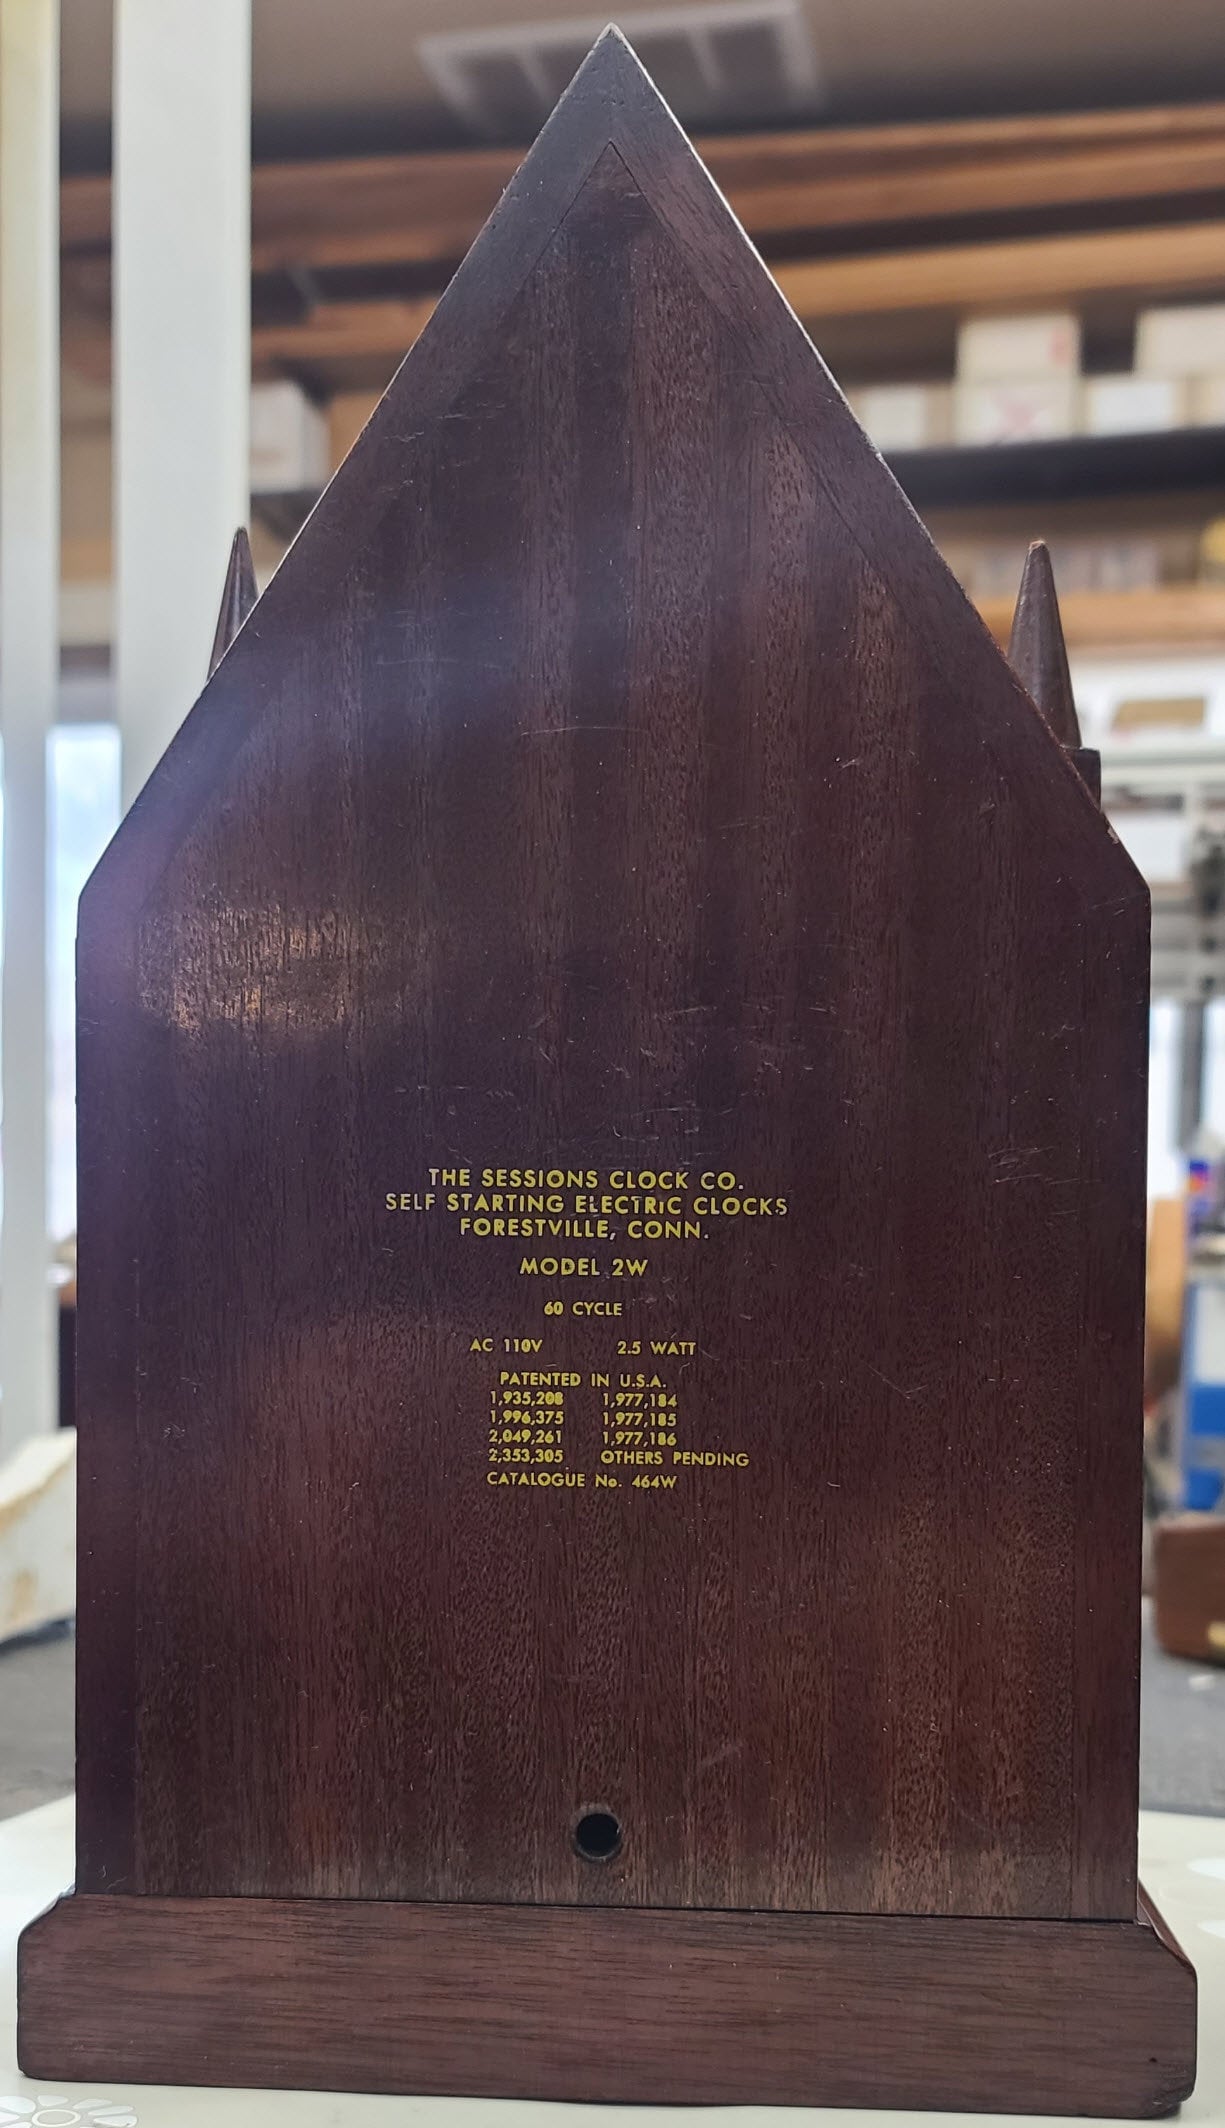 THE SESSIONS CLOCK CO.
SELF STARTING ELECTRIC CLOCKS
FORESTVILLE, CONN.
MODEL 2W
60 CYCLE
AC 110V 2.5 WATT
PATENTED IN U.S.A.
1,935,208 1,977,184
1,996,375 1,977,185
2,049,261 1,977,186
2,353,305 OTHERS PENDING
CATALOGUE No. 464W